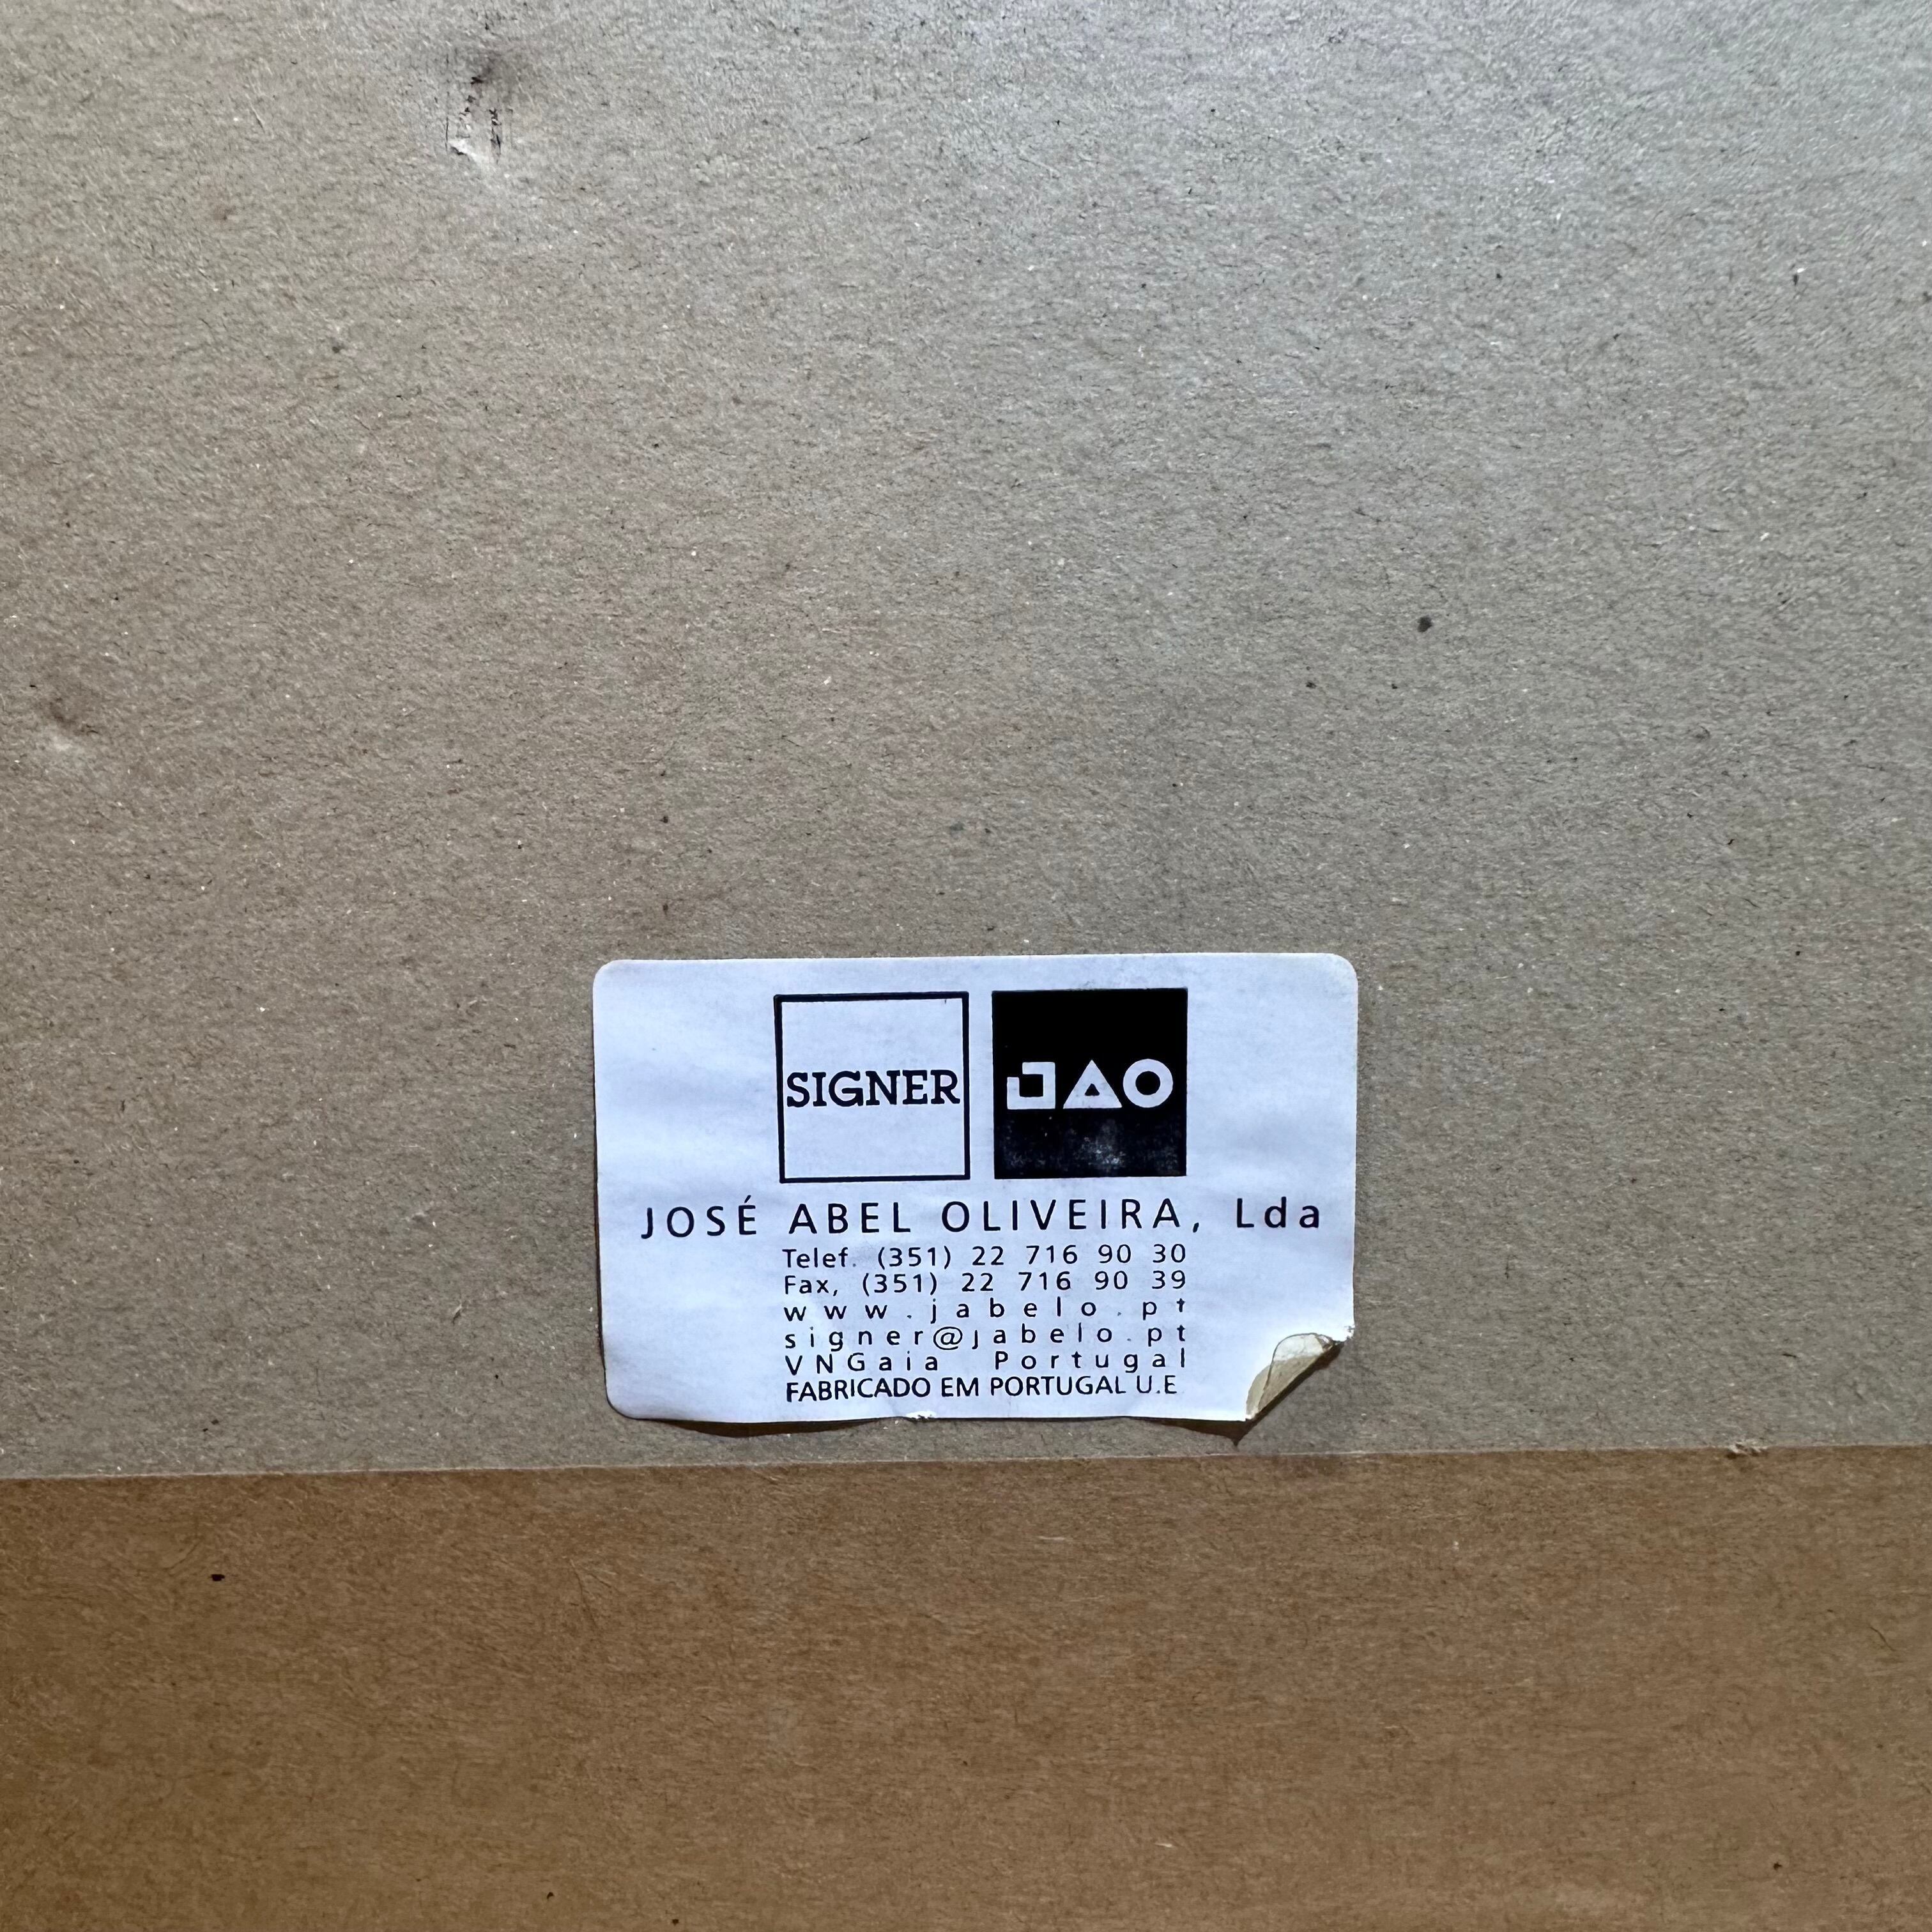 SIGNER JAO
JOSÉ ABEL OLIVEIRA, Lda
Telef. (351) 22 716 90 30
Fax, (351) 22 716 90 39
www.jabelo.pt
signer@jabelo.pt
VNGaia Portugal
FABRICADO EM PORTUGAL U.E